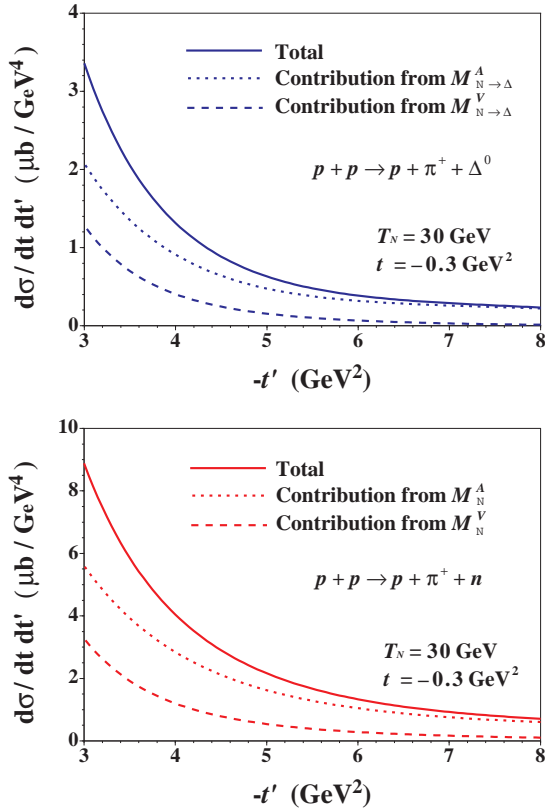 Total
Contribution from M^A_{N→Δ}
Contribution from M^V_{N→Δ}
p + p → p + π⁺ + Δ⁰
T_N = 30 GeV
t = −0.3 GeV²
dσ/ dt dt' ( μb / GeV⁴)
4
3
2
1
0
3 4 5 6 7 8
-t' (GeV²)
Total
Contribution from M^A_N
Contribution from M^V_N
p + p → p + π⁺ + n
T_N = 30 GeV
t = −0.3 GeV²
dσ/ dt dt' ( μb / GeV⁴)
10
8
6
4
2
0
3 4 5 6 7 8
-t' (GeV²)